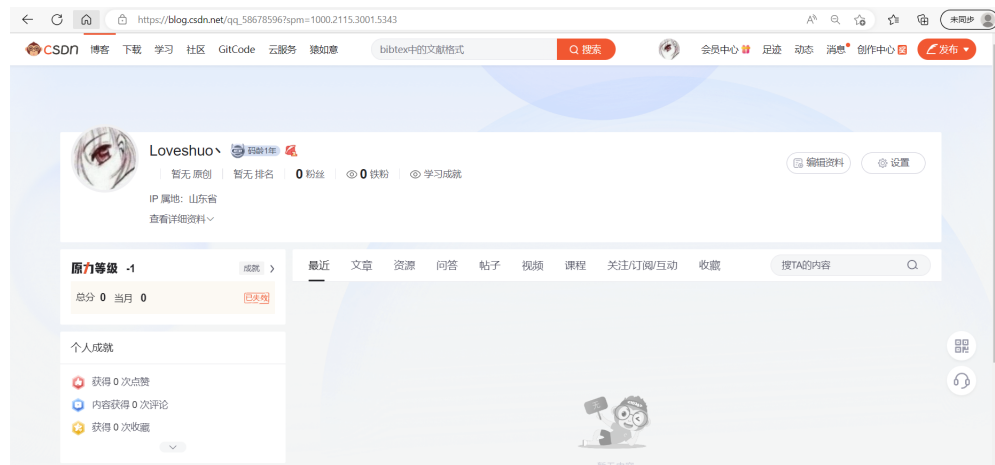 https://blog.csdn.net/qq_58678596?spm=1000.2115.3001.5343
未同步
CSDN 博客 下载 学习 社区 GitCode 云服务 猿如意 bibtex中的文献格式 搜索 会员中心 足迹 动态 消息 创作中心 发布
Loveshuo丶 码龄1年
暂无 原创 暂无 排名 0 粉丝 0 铁粉 学习成就
编辑资料 设置
IP 属地：山东省
查看详细资料
原力等级 -1 成就
最近 文章 资源 问答 帖子 视频 课程 关注/订阅/互动 收藏 搜TA的内容
总分 0 当月 0 已失效
个人成就
获得 0 次点赞
内容获得 0 次评论
获得 0 次收藏